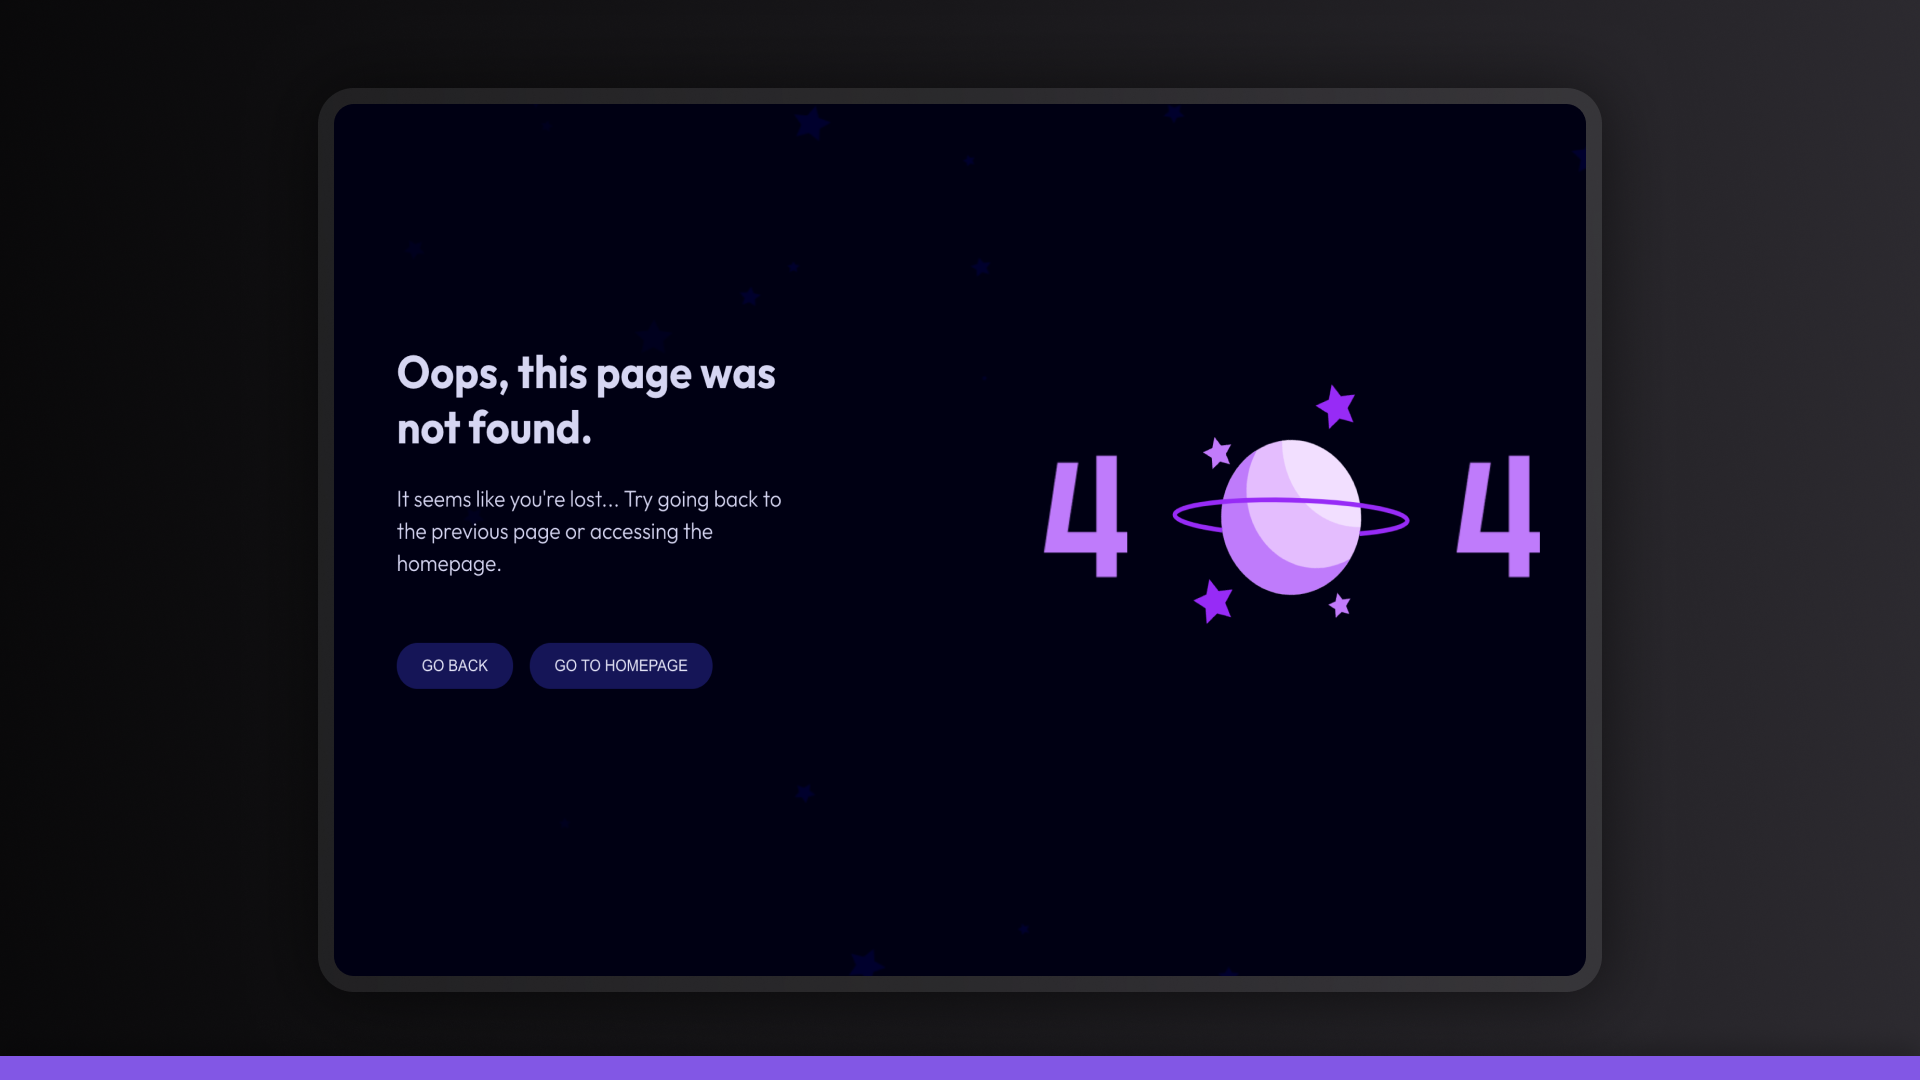 Oops, this page was
not found.
It seems like you're lost... Try going back to
the previous page or accessing the
homepage.
GO BACK
GO TO HOMEPAGE
4 4